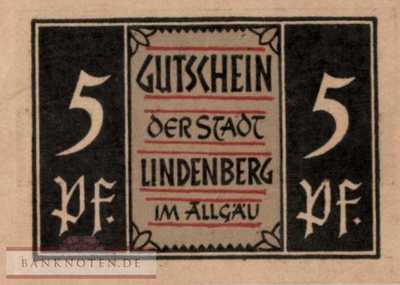 5 Pf.
GUTSCHEIN
DER STADT
LINDENBERG
IM ALLGÄU
5 Pf.
BANKNOTEN.DE